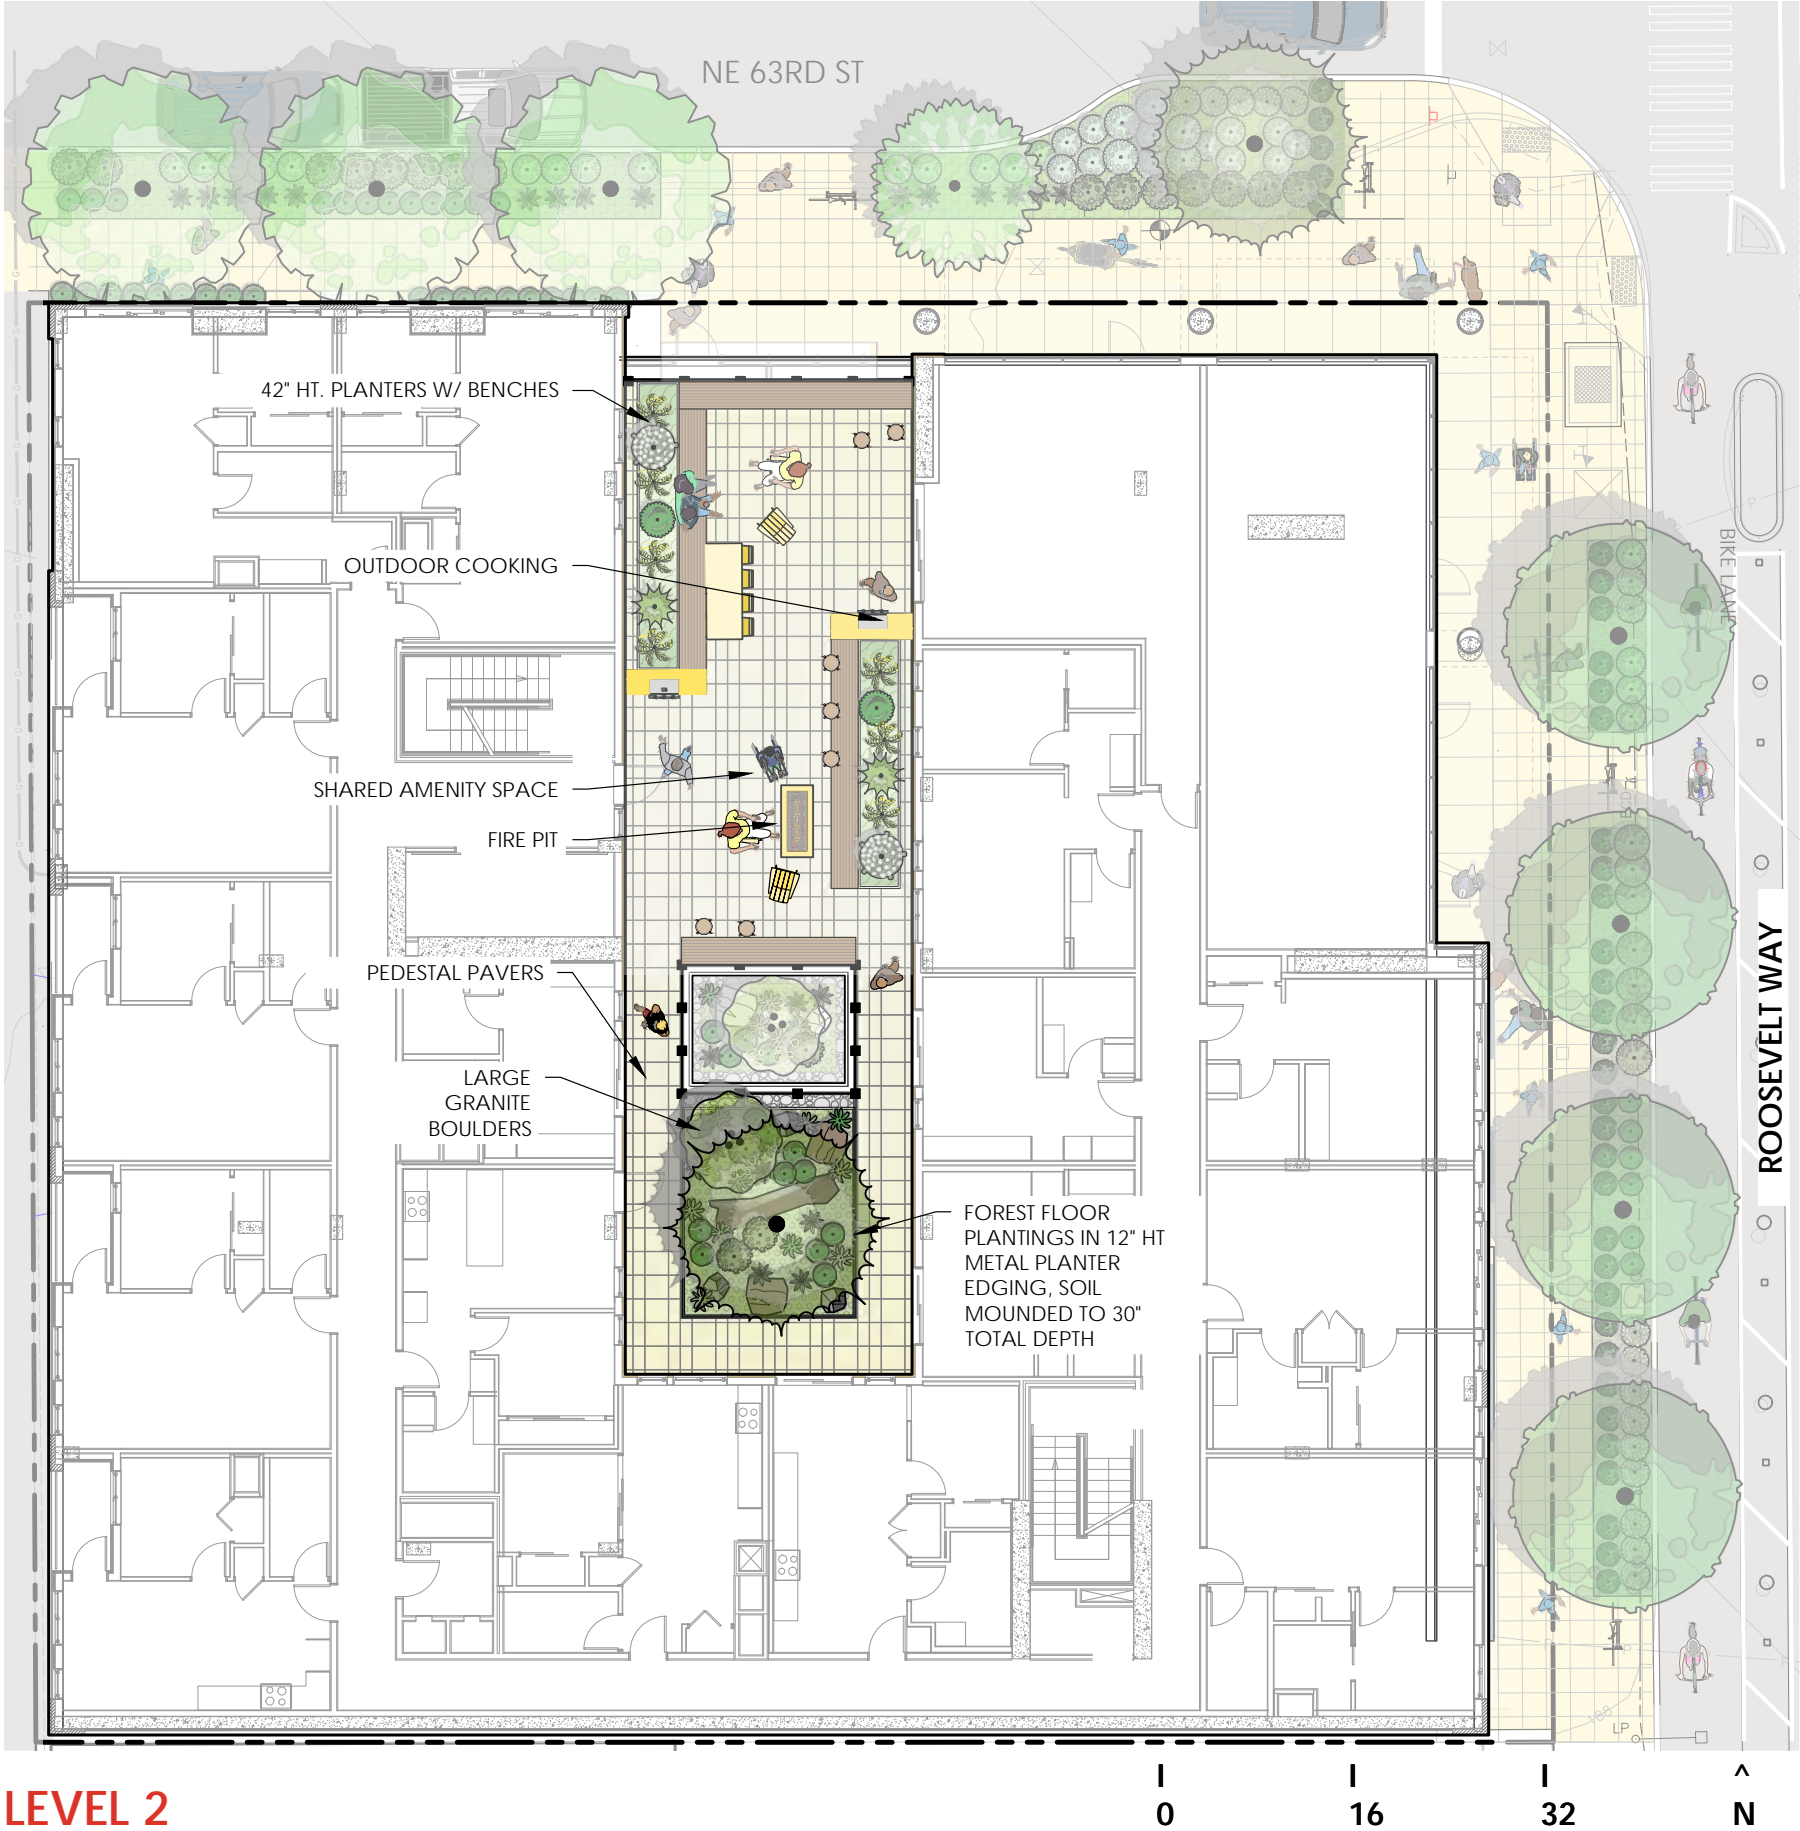 NE 63RD ST
42" HT. PLANTERS W/ BENCHES
OUTDOOR COOKING
BIKE LANE
SHARED AMENITY SPACE
FIRE PIT
PEDESTAL PAVERS
LARGE
GRANITE
BOULDERS
ROOSEVELT WAY
FOREST FLOOR
PLANTINGS IN 12" HT
METAL PLANTER
EDGING, SOIL
MOUNDED TO 30"
TOTAL DEPTH
LP
LEVEL 2
0
16
32
^
N